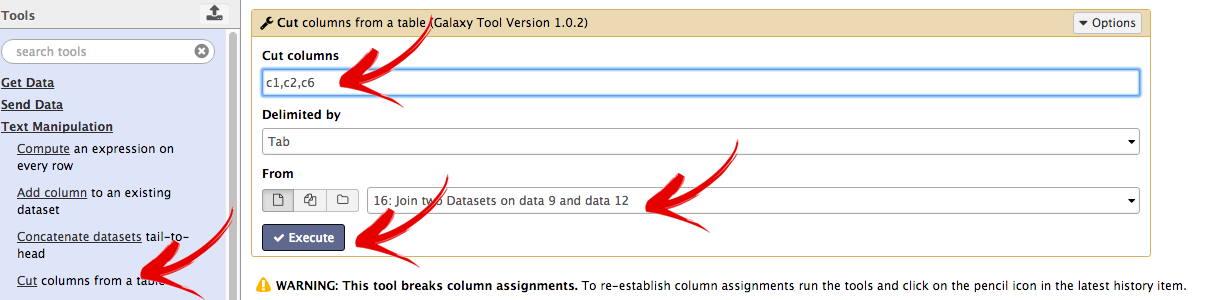 Tools
search tools
Get Data
Send Data
Text Manipulation
Compute an expression on
every row
Add column to an existing
dataset
Concatenate datasets tail-to-
head
Cut columns from a table
Cut columns from a table (Galaxy Tool Version 1.0.2)
Options
Cut columns
c1,c2,c6
Delimited by
Tab
From
16: Join two Datasets on data 9 and data 12
Execute
WARNING: This tool breaks column assignments. To re-establish column assignments run the tools and click on the pencil icon in the latest history item.